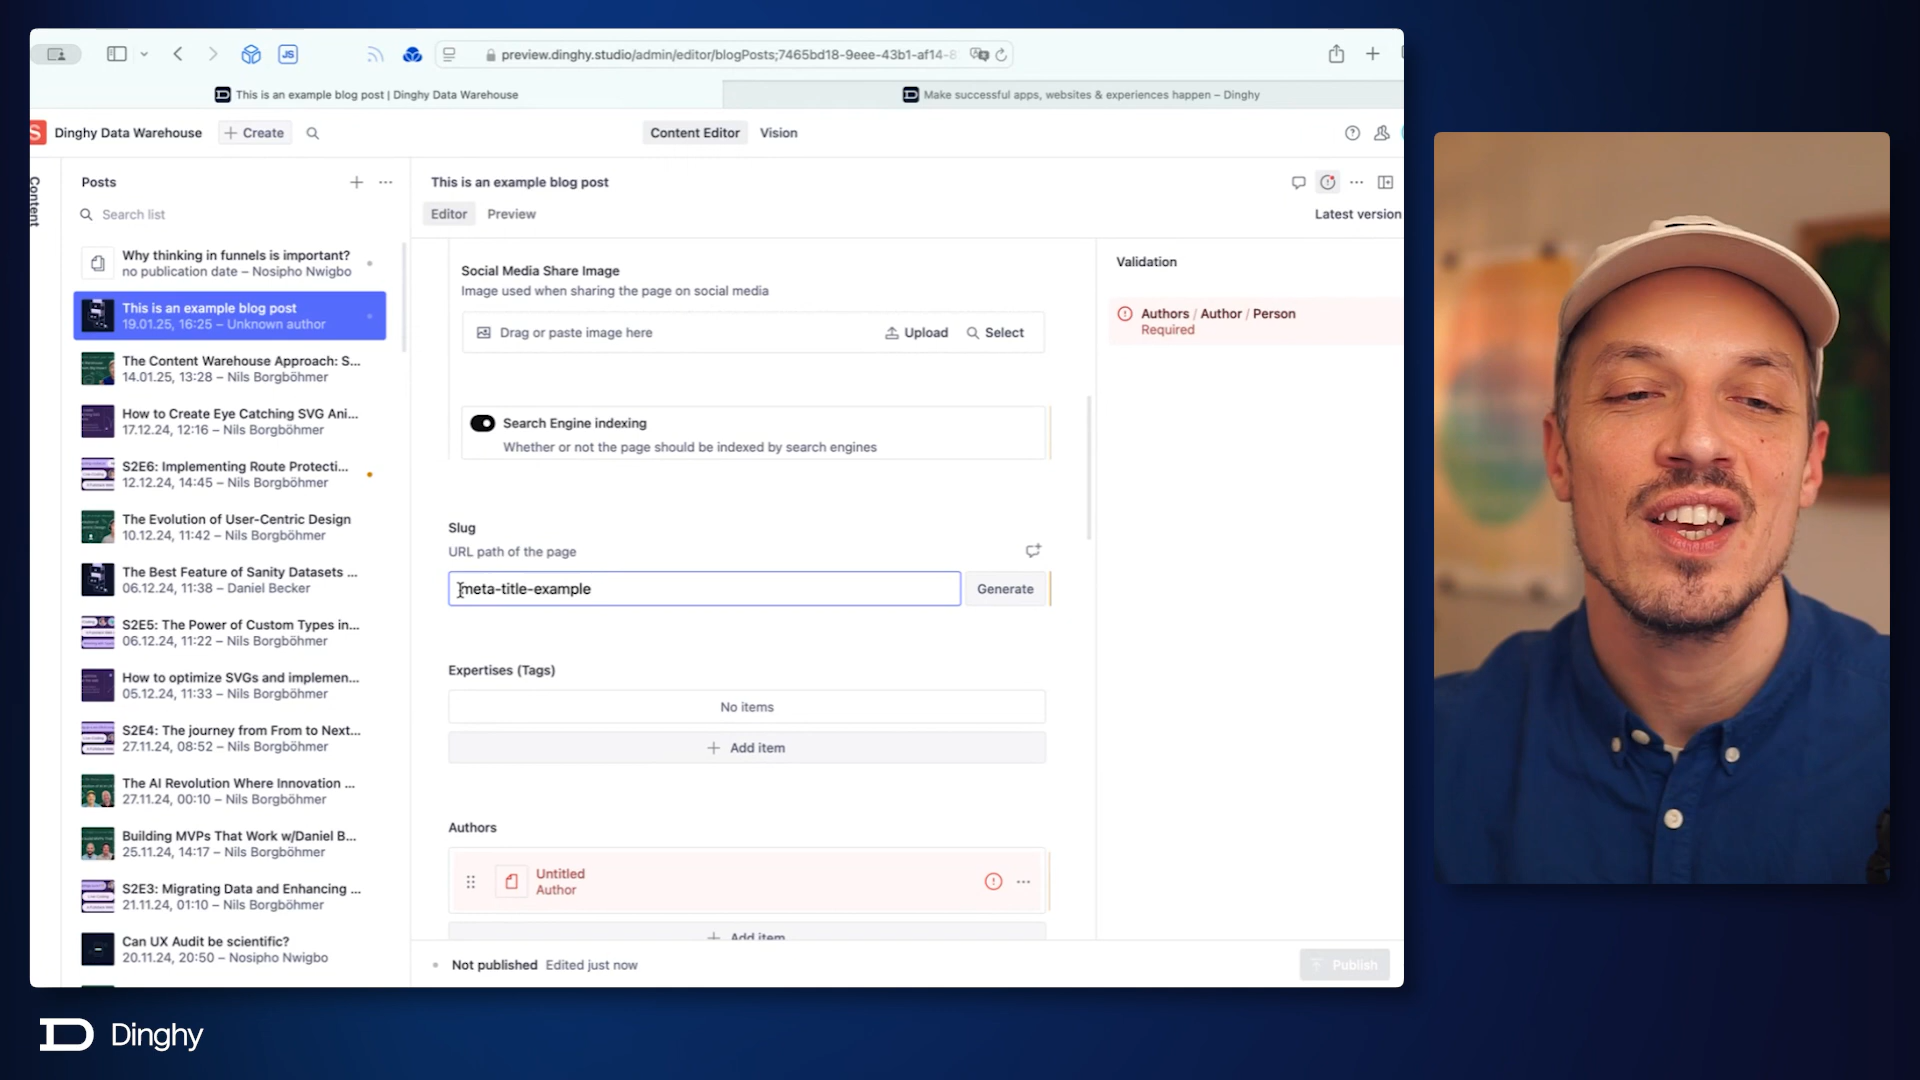 JS
preview.dinghy.studio/admin/editor/blogPosts;7465bd18-9eee-43b1-af14-8
This is an example blog post | Dinghy Data Warehouse
Make successful apps, websites & experiences happen – Dinghy
S
Dinghy Data Warehouse
Create
Content Editor
Vision
Content
Posts
Search list
Why thinking in funnels is important?
no publication date – Nosipho Nwigbo
This is an example blog post
19.01.25, 16:25 – Unknown author
The Content Warehouse Approach: S...
14.01.25, 13:28 – Nils Borgböhmer
How to Create Eye Catching SVG Ani...
17.12.24, 12:16 – Nils Borgböhmer
S2E6: Implementing Route Protecti...
12.12.24, 14:45 – Nils Borgböhmer
The Evolution of User-Centric Design
10.12.24, 11:42 – Nils Borgböhmer
The Best Feature of Sanity Datasets ...
06.12.24, 11:38 – Daniel Becker
S2E5: The Power of Custom Types in...
06.12.24, 11:22 – Nils Borgböhmer
How to optimize SVGs and implemen...
05.12.24, 11:33 – Nils Borgböhmer
S2E4: The journey from From to Next...
27.11.24, 08:52 – Nils Borgböhmer
The AI Revolution Where Innovation ...
27.11.24, 00:10 – Nils Borgböhmer
Building MVPs That Work w/Daniel B...
25.11.24, 14:17 – Nils Borgböhmer
S2E3: Migrating Data and Enhancing ...
21.11.24, 01:10 – Nils Borgböhmer
Can UX Audit be scientific?
20.11.24, 20:50 – Nosipho Nwigbo
This is an example blog post
Editor
Preview
Latest version
Social Media Share Image
Image used when sharing the page on social media
Drag or paste image here
Upload
Select
Search Engine indexing
Whether or not the page should be indexed by search engines
Slug
URL path of the page
meta-title-example
Generate
Expertises (Tags)
No items
Add item
Authors
Untitled
Author
Add item
Not published
Edited just now
Publish
Validation
Authors / Author / Person
Required
Dinghy